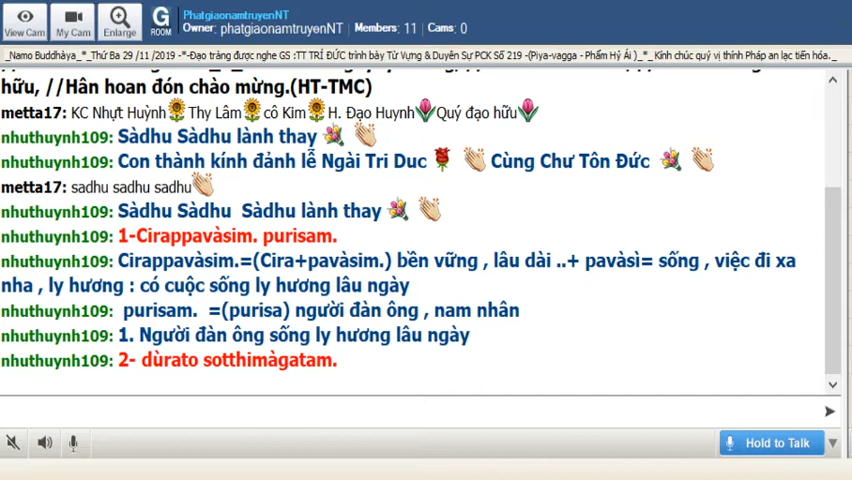 View Cam
My Cam
Enlarge
G
ROOM
PhatgiaonamtruyenNT
Owner: phatgiaonamtruyenNT | Members: 11 | Cams: 0
_Namo Buddhàya_*_Thứ Ba 29 /11 /2019 -*-Đạo tràng được nghe GS :TT TRÍ ĐỨC trình bày Từ Vựng & Duyên Sự PCK Số 219 -(Piya-vagga - Phẩm Hỷ Ái )_*_ Kính chúc quý vị thính Pháp an lạc tiến hóa._
hữu, //Hân hoan đón chào mừng.(HT-TMC)
metta17: KC Nhựt Huỳnh Thy Lâm cô Kim H. Đạo Huynh Quý đạo hữu
nhuthuynh109: Sàdhu Sàdhu lành thay
nhuthuynh109: Con thành kính đảnh lễ Ngài Tri Duc Cùng Chư Tôn Đức
metta17: sadhu sadhu sadhu
nhuthuynh109: Sàdhu Sàdhu Sàdhu lành thay
nhuthuynh109: 1-Cirappavàsim. purisam.
nhuthuynh109: Cirappavàsim.=(Cira+pavàsim.) bền vững , lâu dài ..+ pavàsì= sống , việc đi xa
nha , ly hương : có cuộc sống ly hương lâu ngày
nhuthuynh109: purisam. =(purisa) người đàn ông , nam nhân
nhuthuynh109: 1. Người đàn ông sống ly hương lâu ngày
nhuthuynh109: 2- dùrato sotthimàgatam.
Hold to Talk